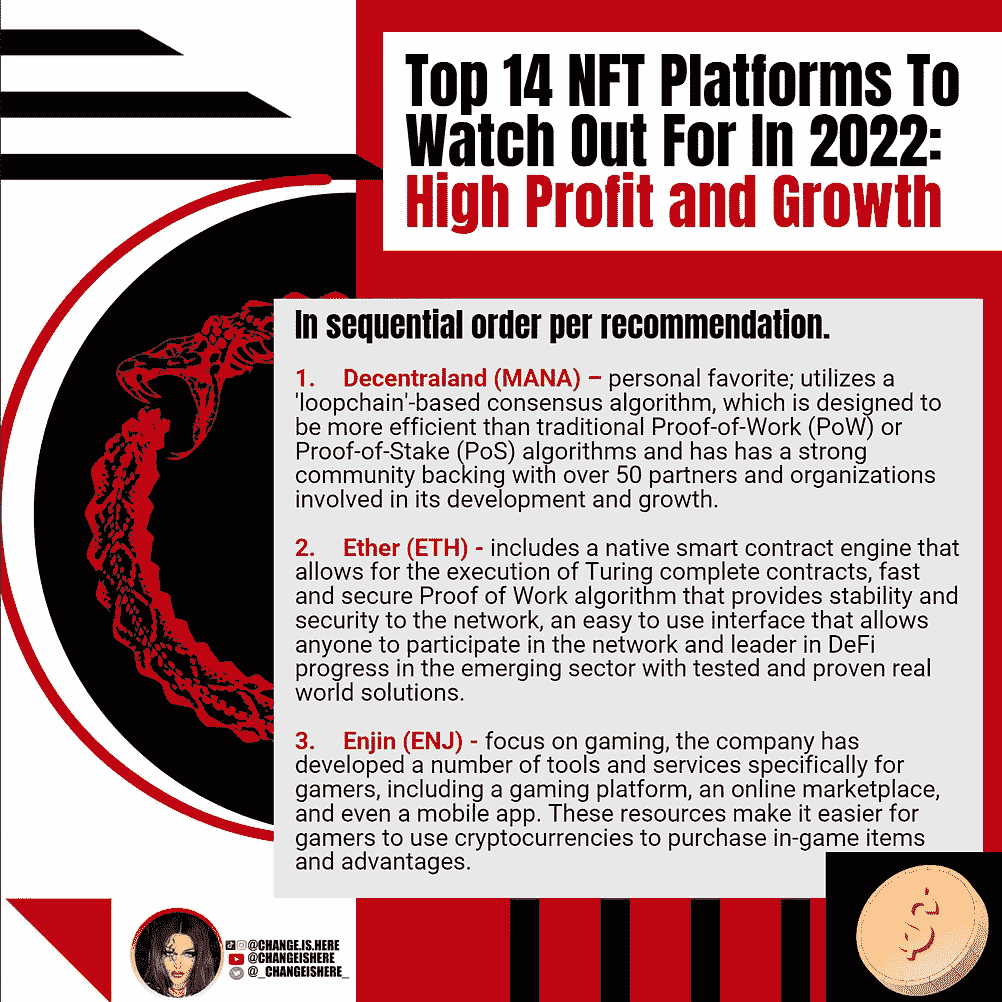 Top 14 NFT Platforms To
Watch Out For In 2022:
High Profit and Growth
In sequential order per recommendation.
1. Decentraland (MANA) – personal favorite; utilizes a
'loopchain'-based consensus algorithm, which is designed to
be more efficient than traditional Proof-of-Work (PoW) or
Proof-of-Stake (PoS) algorithms and has has a strong
community backing with over 50 partners and organizations
involved in its development and growth.
2. Ether (ETH) - includes a native smart contract engine that
allows for the execution of Turing complete contracts, fast
and secure Proof of Work algorithm that provides stability and
security to the network, an easy to use interface that allows
anyone to participate in the network and leader in DeFi
progress in the emerging sector with tested and proven real
world solutions.
3. Enjin (ENJ) - focus on gaming, the company has
developed a number of tools and services specifically for
gamers, including a gaming platform, an online marketplace,
and even a mobile app. These resources make it easier for
gamers to use cryptocurrencies to purchase in-game items
and advantages.
@CHANGE.IS.HERE
@CHANGEISHERE
@_CHANGEISHERE_
$